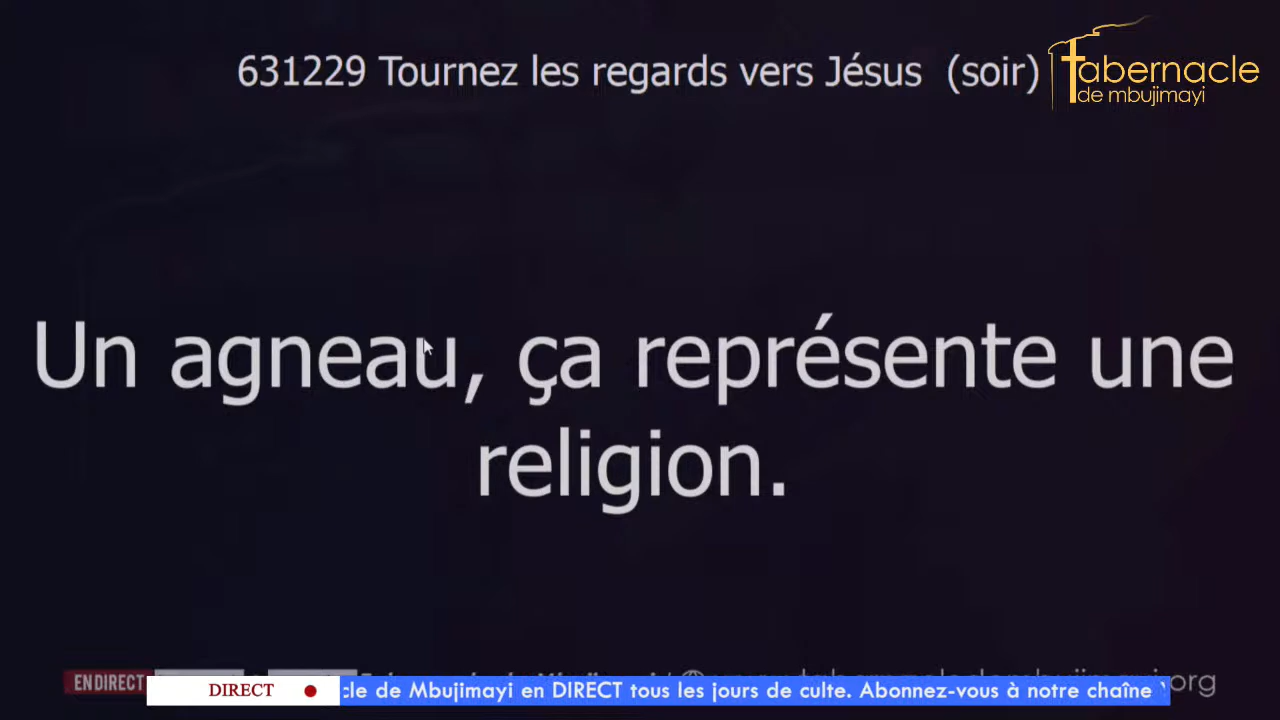 631229 Tournez les regards vers Jésus (soir)
Tabernacle
de mbujimayi
Un agneau, ça représente une
religion.
EN DIRECT
DIRECT
cle de Mbujimayi en DIRECT tous les jours de culte. Abonnez-vous à notre chaîne